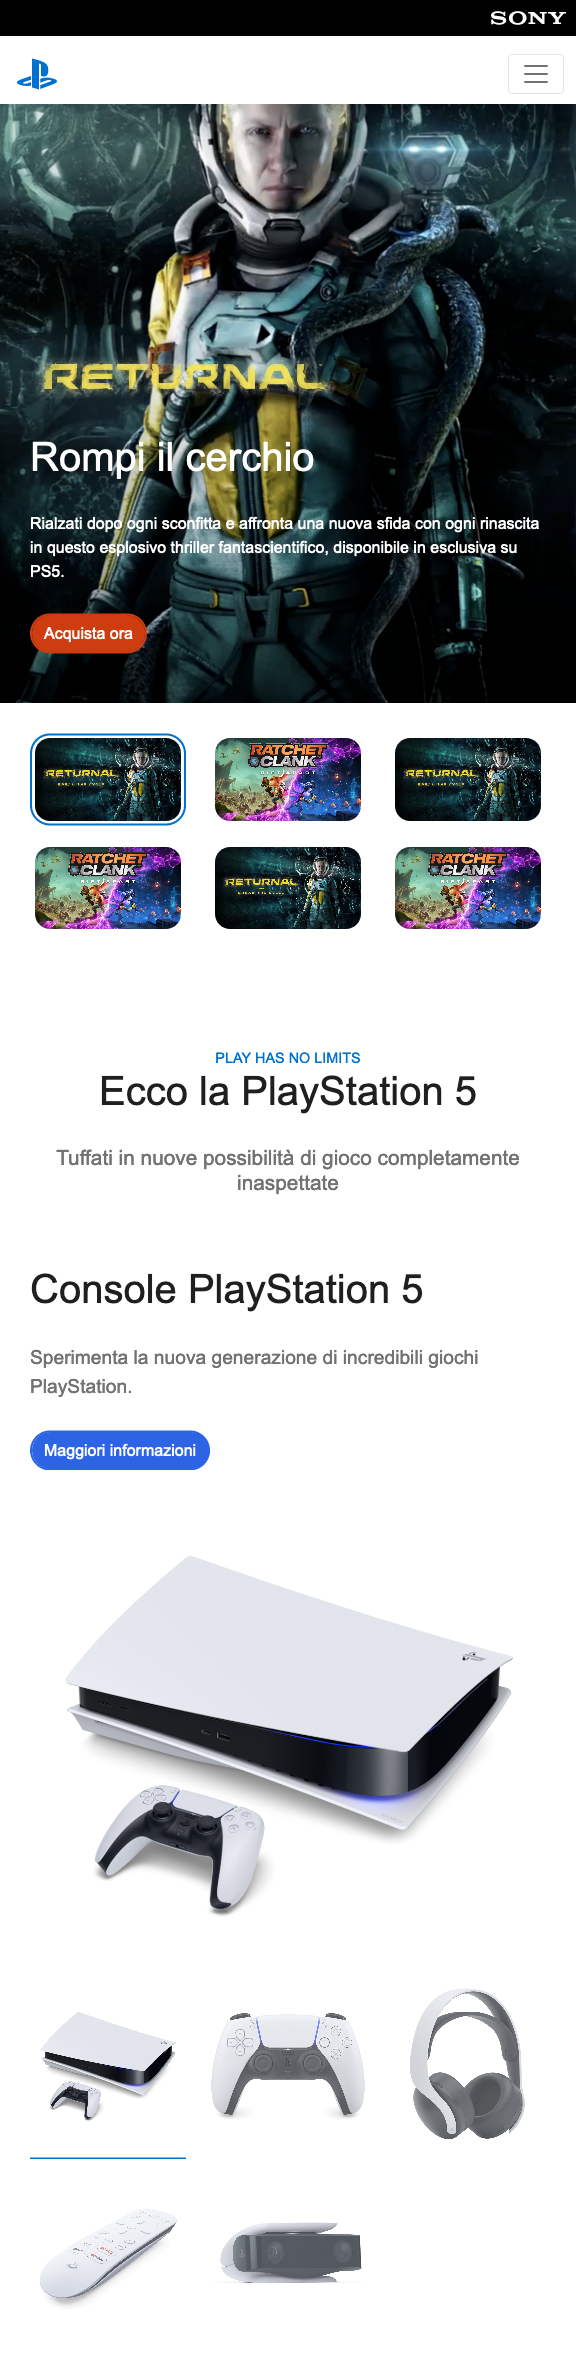 SONY
RETURNAL
Rompi il cerchio
Rialzati dopo ogni sconfitta e affronta una nuova sfida con ogni rinascita
in questo esplosivo thriller fantascientifico, disponibile in esclusiva su
PS5.
Acquista ora
RETURNAL
RATCHET
CLANK
RIFT APART
RETURNAL
RATCHET
CLANK
RIFT APART
RETURNAL
RATCHET
CLANK
RIFT APART
PLAY HAS NO LIMITS
Ecco la PlayStation 5
Tuffati in nuove possibilità di gioco completamente
inaspettate
Console PlayStation 5
Sperimenta la nuova generazione di incredibili giochi
PlayStation.
Maggiori informazioni